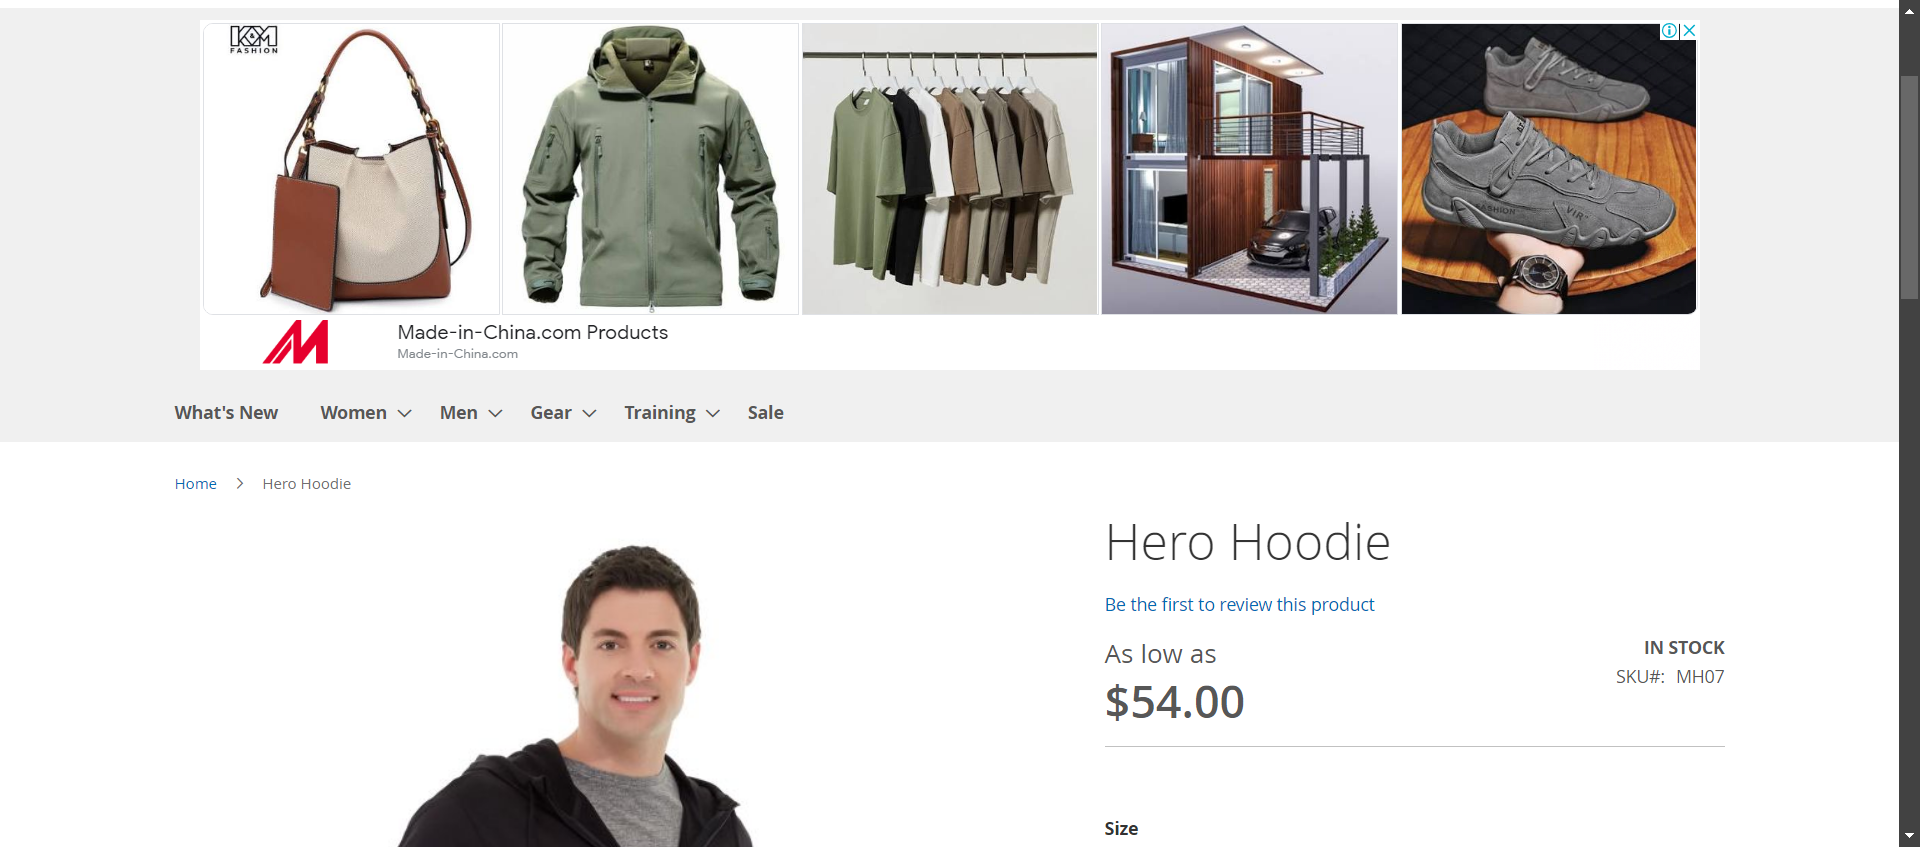 K&M
FASHION
FASHION
VIR
Made-in-China.com Products
Made-in-China.com
What's New
Women
Men
Gear
Training
Sale
Home
Hero Hoodie
Hero Hoodie
Be the first to review this product
As low as
IN STOCK
SKU#: MH07
$54.00
Size